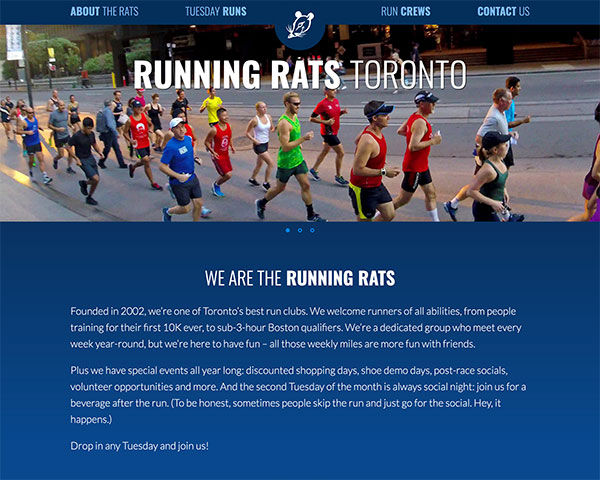 ABOUT THE RATS TUESDAY RUNS RUN CREWS CONTACT US
RUNNING RATS TORONTO
WE ARE THE RUNNING RATS
Founded in 2002, we're one of Toronto's best run clubs. We welcome runners of all abilities, from people
training for their first 10K ever, to sub-3-hour Boston qualifiers. We're a dedicated group who meet every
week year-round, but we're here to have fun – all those weekly miles are more fun with friends.
Plus we have special events all year long: discounted shopping days, shoe demo days, post-race socials,
volunteer opportunities and more. And the second Tuesday of the month is always social night: join us for a
beverage after the run. (To be honest, sometimes people skip the run and just go for the social. Hey, it
happens.)
Drop in any Tuesday and join us!